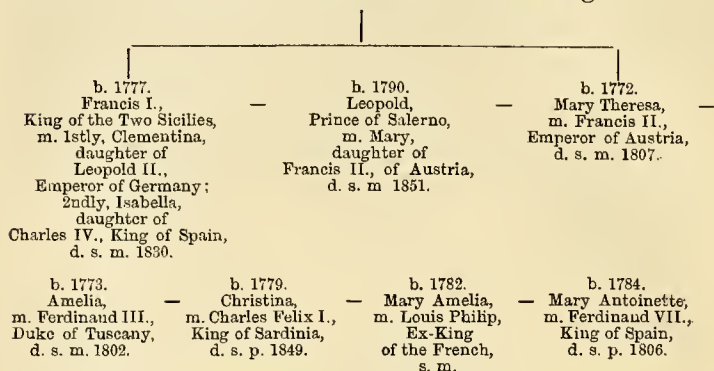 b. 1777.
Francis I.,
King of the Two Sicilies,
m. 1stly, Clementina,
daughter of
Leopold II.,
Emperor of Germany;
2ndly, Isabella,
daughter of
Charles IV., King of Spain,
d. s. m. 1830.
—
b. 1790.
Leopold,
Prince of Salerno,
m. Mary,
daughter of
Francis II., of Austria,
d. s. m 1851.
—
b. 1772.
Mary Theresa,
m. Francis II.,
Emperor of Austria,
d. s. m. 1807.
—
b. 1773.
Amelia,
m. Ferdinand III.,
Duke of Tuscany,
d. s. m. 1802.
—
b. 1779.
Christina,
m. Charles Felix I.,
King of Sardinia,
d. s. p. 1849.
—
b. 1782.
Mary Amelia,
m. Louis Philip,
Ex-King
of the French,
s. m.
—
b. 1784.
Mary Antoinette,
m. Ferdinand VII.,
King of Spain,
d. s. p. 1806.